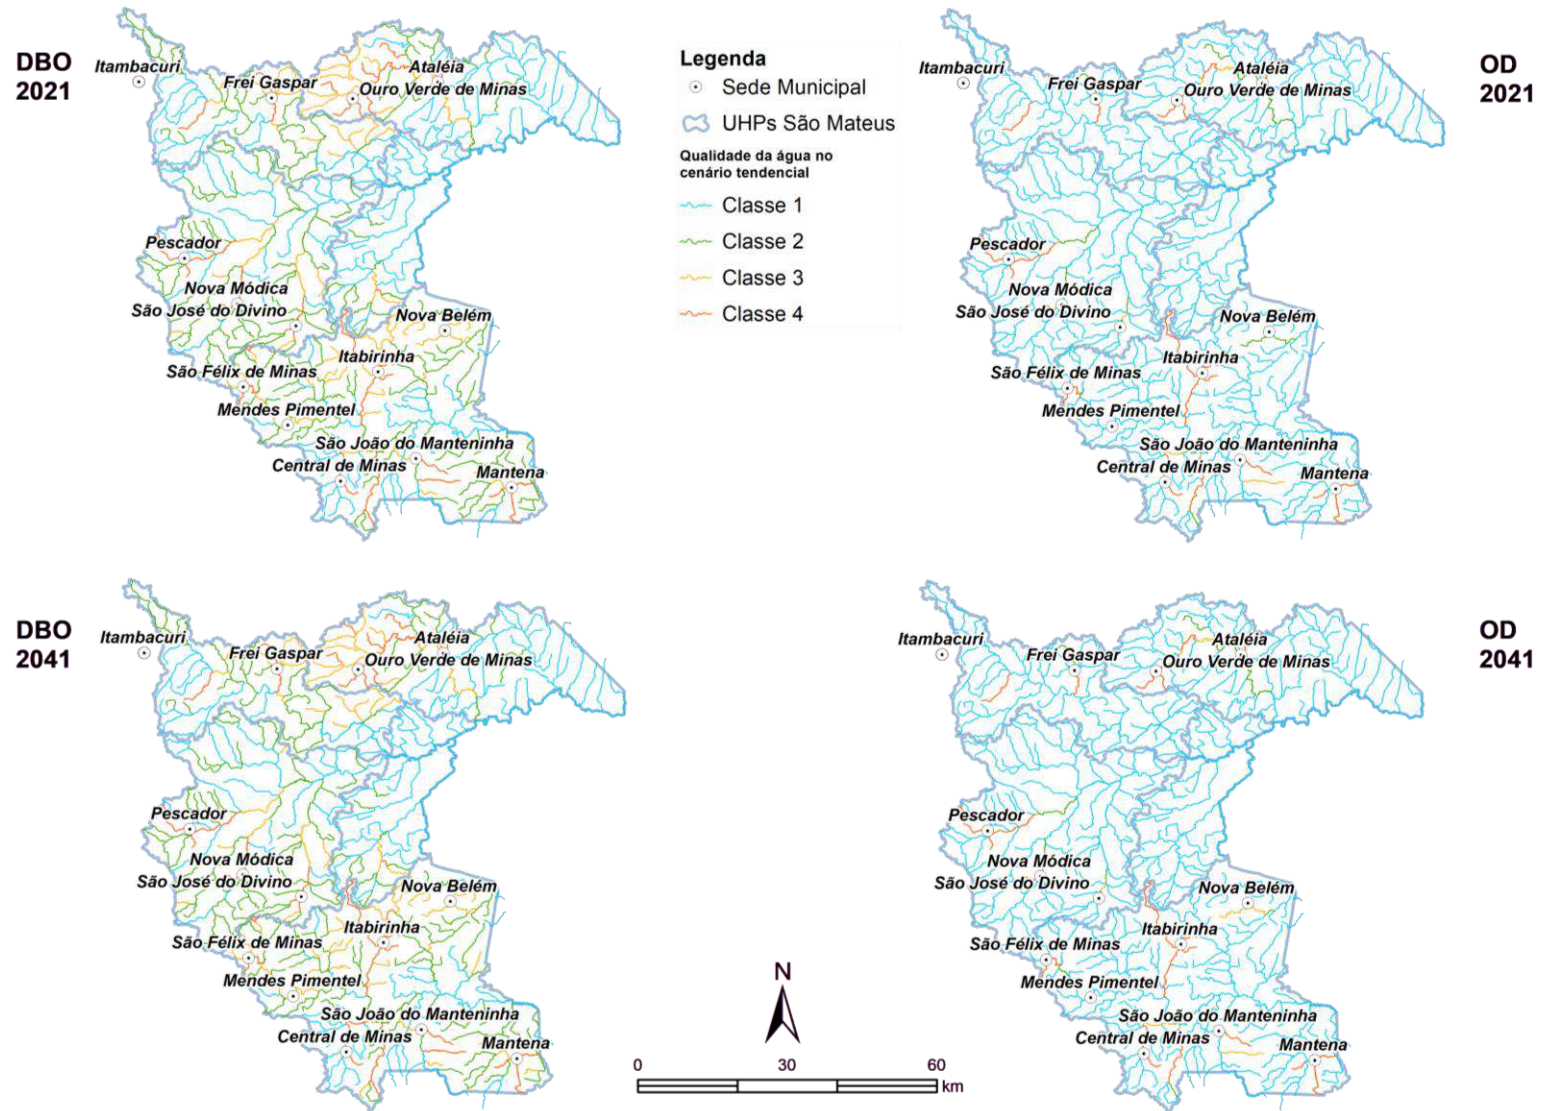 DBO
2021
Itambacuri
Frei Gaspar
Ataléia
Ouro Verde de Minas
Pescador
Nova Módica
São José do Divino
Nova Belém
Itabirinha
São Félix de Minas
Mendes Pimentel
São João do Manteninha
Central de Minas
Mantena
Legenda
Sede Municipal
UHPs São Mateus
Qualidade da água no
cenário tendencial
Classe 1
Classe 2
Classe 3
Classe 4
OD
2021
Itambacuri
Frei Gaspar
Ataléia
Ouro Verde de Minas
Pescador
Nova Módica
São José do Divino
Nova Belém
Itabirinha
São Félix de Minas
Mendes Pimentel
São João do Manteninha
Central de Minas
Mantena
DBO
2041
Itambacuri
Frei Gaspar
Ataléia
Ouro Verde de Minas
Pescador
Nova Módica
São José do Divino
Nova Belém
Itabirinha
São Félix de Minas
Mendes Pimentel
São João do Manteninha
Central de Minas
Mantena
OD
2041
Itambacuri
Frei Gaspar
Ataléia
Ouro Verde de Minas
Pescador
Nova Módica
São José do Divino
Nova Belém
Itabirinha
São Félix de Minas
Mendes Pimentel
São João do Manteninha
Central de Minas
Mantena
N
0 30 60
km